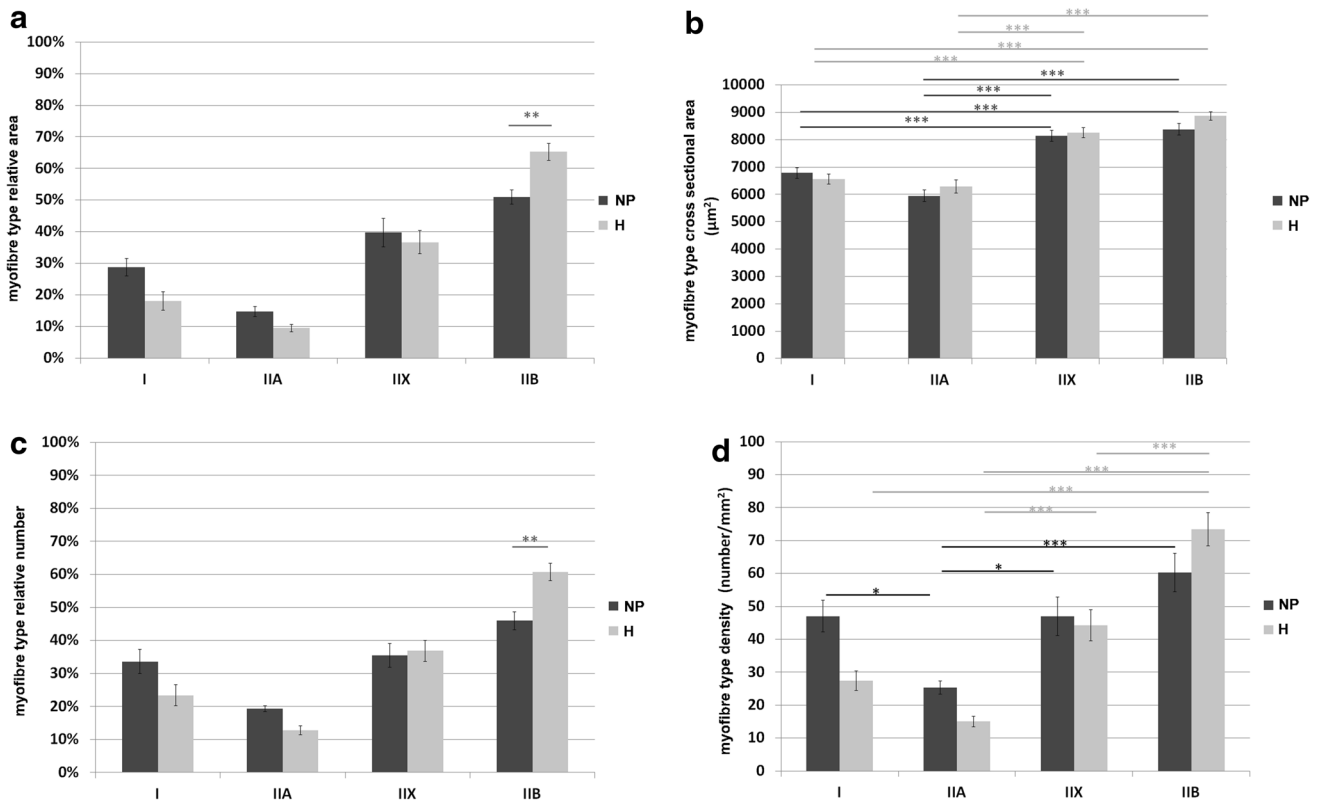 a
100%
90%
80%
70%
60%
50%
40%
30%
20%
10%
0%
myofibre type relative area
**
I IIA IIX IIB
NP
H
b
***
***
***
***
***
***
***
***
10000
9000
8000
7000
6000
5000
4000
3000
2000
1000
0
myofibre type cross sectional area
(µm²)
I IIA IIX IIB
NP
H
c
100%
90%
80%
70%
60%
50%
40%
30%
20%
10%
0%
myofibre type relative number
**
I IIA IIX IIB
NP
H
d
100
90
80
70
60
50
40
30
20
10
0
myofibre type density (number/mm²)
***
***
***
***
***
*
*
I IIA IIX IIB
NP
H